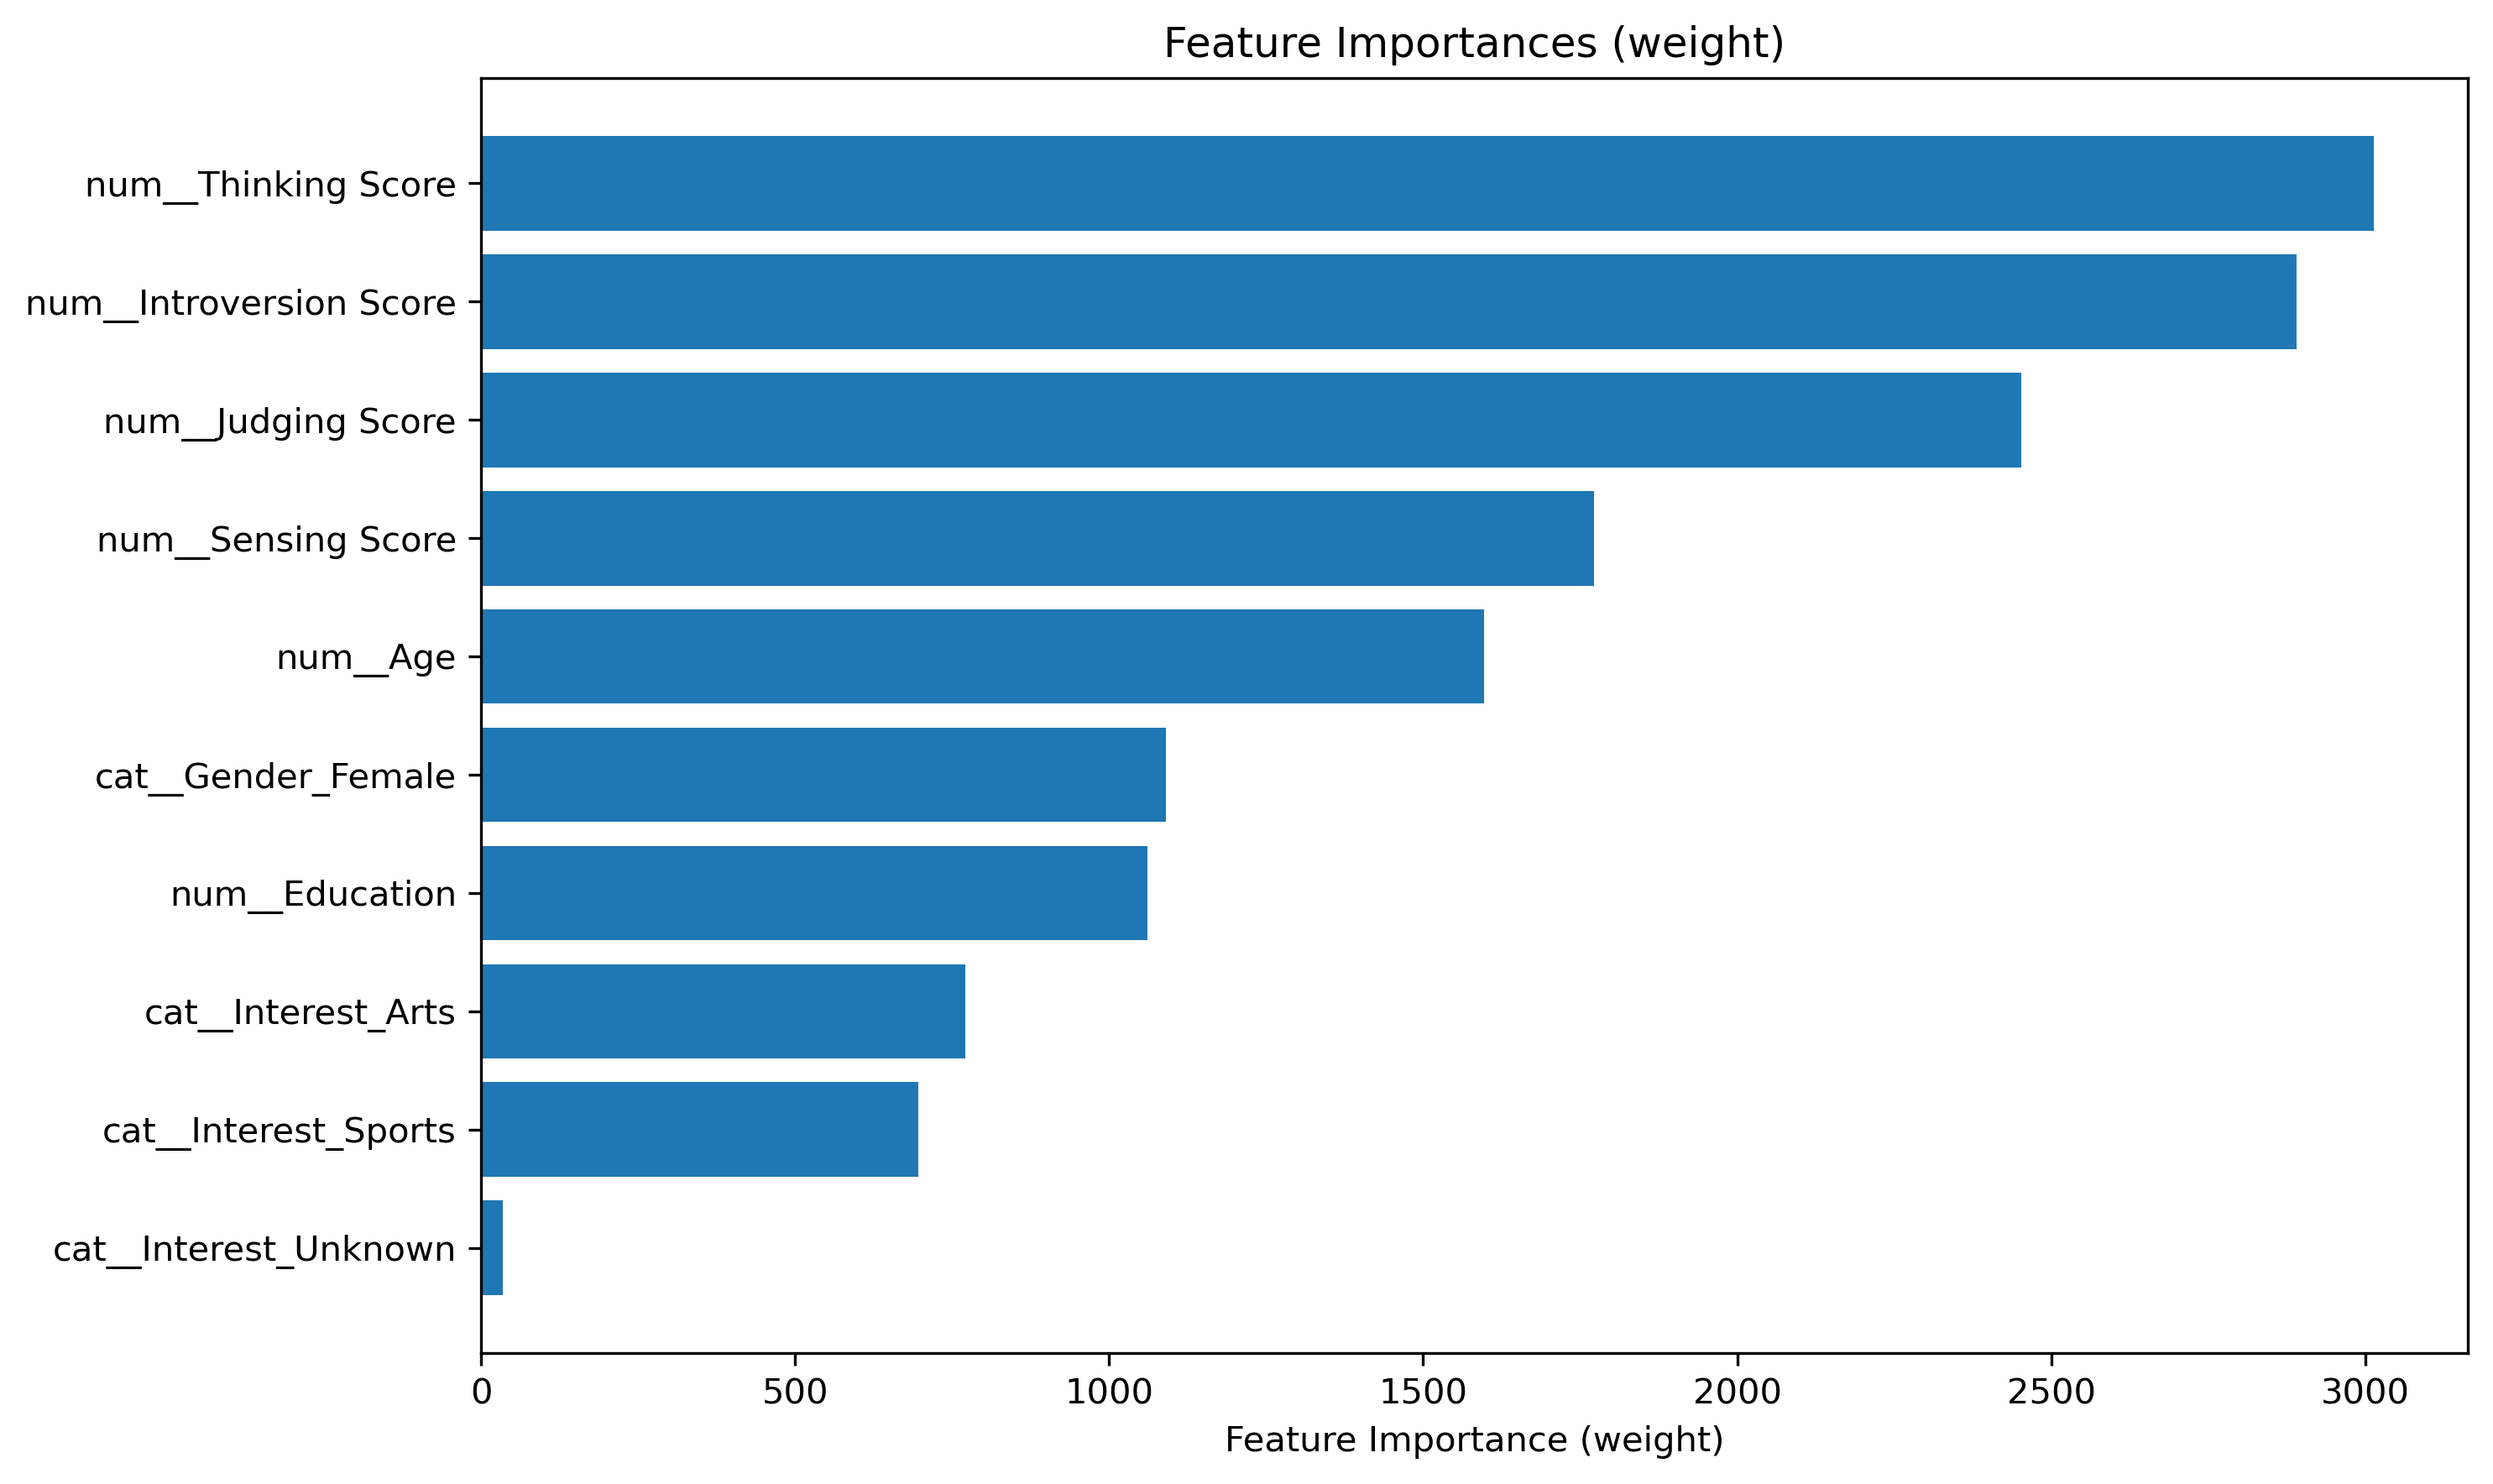 Feature Importances (weight)
num__Thinking Score
num__Introversion Score
num__Judging Score
num__Sensing Score
num__Age
cat__Gender_Female
num__Education
cat__Interest_Arts
cat__Interest_Sports
cat__Interest_Unknown
0 500 1000 1500 2000 2500 3000
Feature Importance (weight)